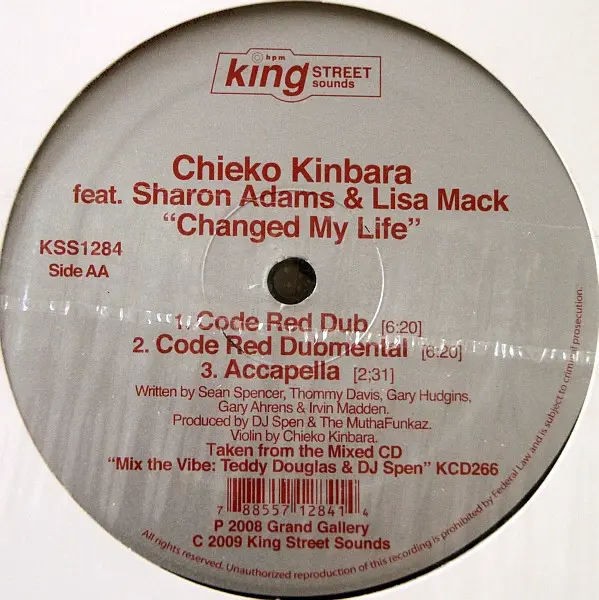 © bpm
king STREET
sounds
Chieko Kinbara
feat. Sharon Adams & Lisa Mack
“Changed My Life”
KSS1284
Side AA
1. Code Red Dub [6:20]
2. Code Red Dubmental [6:20]
3. Accapella [2:31]
Written by Sean Spencer, Thommy Davis, Gary Hudgins,
Gary Ahrens & Irvin Madden.
Produced by DJ Spen & The MuthaFunkaz.
Violin by Chieko Kinbara.
Taken from the Mixed CD
“Mix the Vibe: Teddy Douglas & DJ Spen” KCD266
7 88557 12841 4
P 2008 Grand Gallery
C 2009 King Street Sounds
All rights reserved. Unauthorized reproduction of this recording is prohibited by Federal Law and is subject to criminal prosecution.